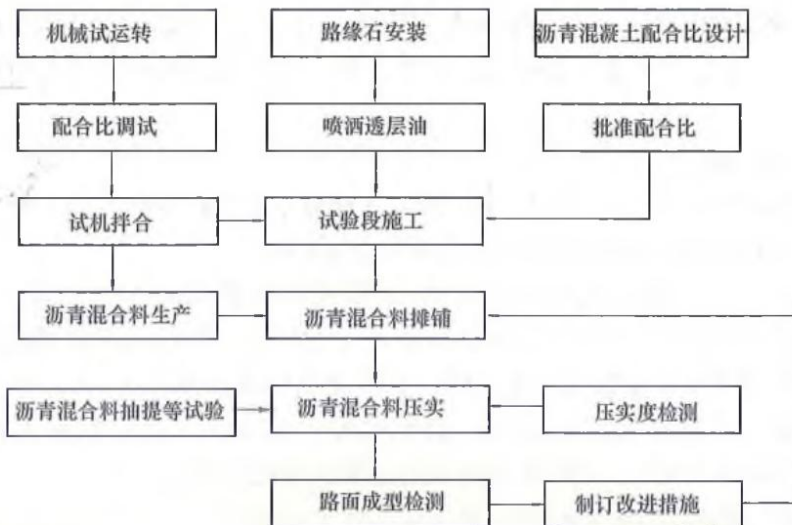 机械试运转
路缘石安装
沥青混凝土配合比设计
配合比调试
喷洒透层油
批准配合比
试机拌合
试验段施工
沥青混合料生产
沥青混合料摊铺
沥青混合料抽提等试验
沥青混合料压实
压实度检测
路面成型检测
制订改进措施